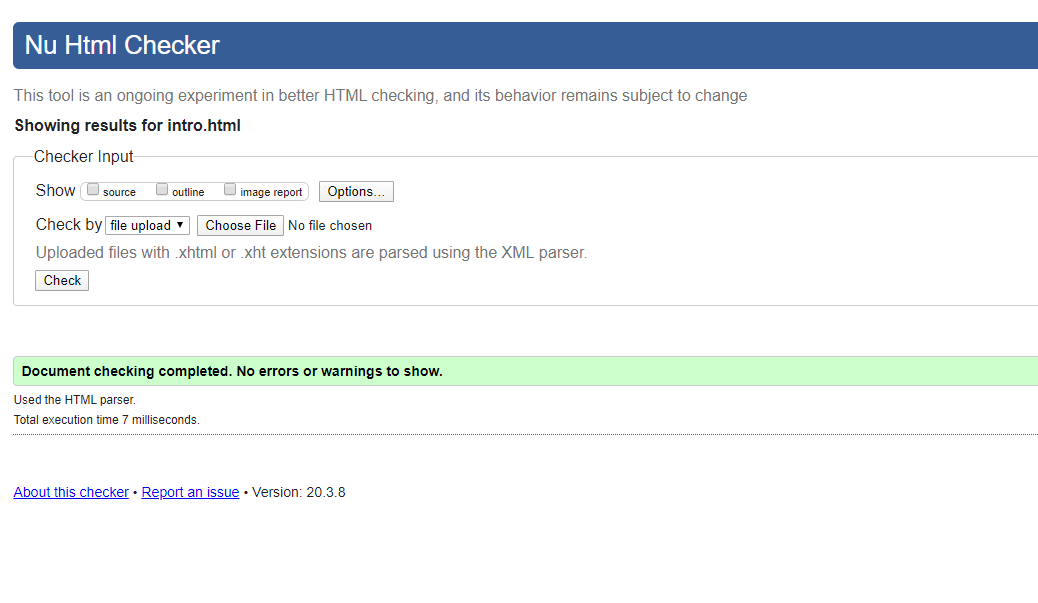 Nu Html Checker
This tool is an ongoing experiment in better HTML checking, and its behavior remains subject to change
Showing results for intro.html
Checker Input
Show source outline image report Options...
Check by file upload Choose File No file chosen
Uploaded files with .xhtml or .xht extensions are parsed using the XML parser.
Check
Document checking completed. No errors or warnings to show.
Used the HTML parser.
Total execution time 7 milliseconds.
About this checker • Report an issue • Version: 20.3.8